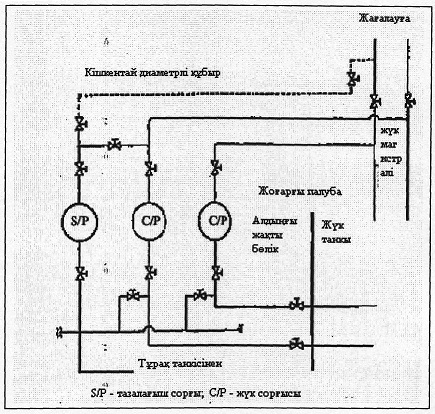 Жағалауға
Кішкентай диаметрлі құбыр
жүк
маг
истр
алі
Жоғарғы палуба
S/P
C/P
C/P
Алдыңғы
жақты
бөлік
Жүк
танкы
Тұрақ танкісінен
S/P - тазалағыш сорғы; C/P - жүк сорғысы